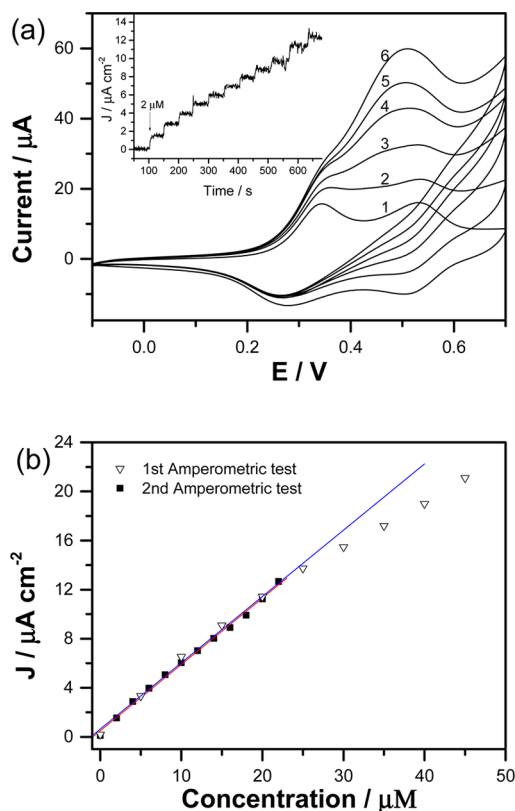 (a)
60
40
20
0
Current / µA
0.0 0.2 0.4 0.6
E / V
14
12
10
8
6
4
2
0
J / µA cm-2
2 µM
50 100 200 300 400 500 600
Time / s
6
5
4
3
2
1
(b)
24
20
16
12
8
4
0
J / µA cm-2
1st Amperometric test
2nd Amperometric test
0 10 20 30 40 50
Concentration / µM